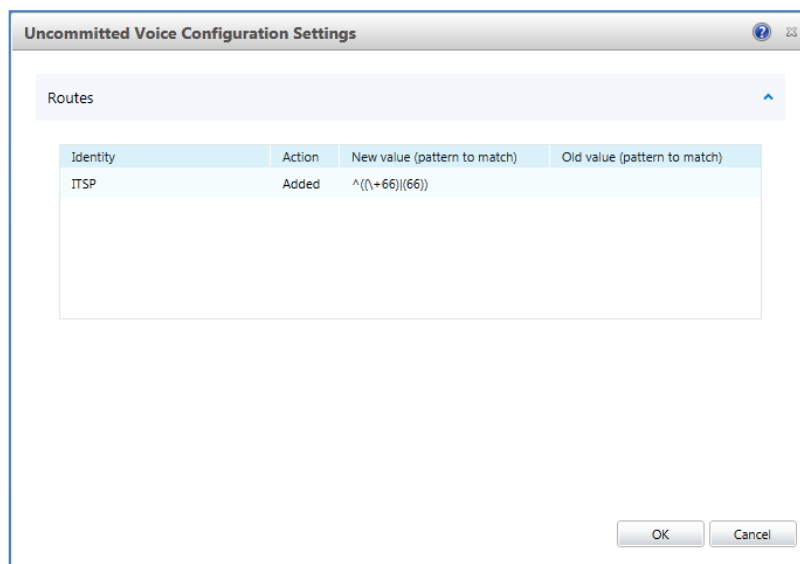 Uncommitted Voice Configuration Settings
Routes
Identity Action New value (pattern to match) Old value (pattern to match)
ITSP Added ^((\+66)|(66))
OK Cancel